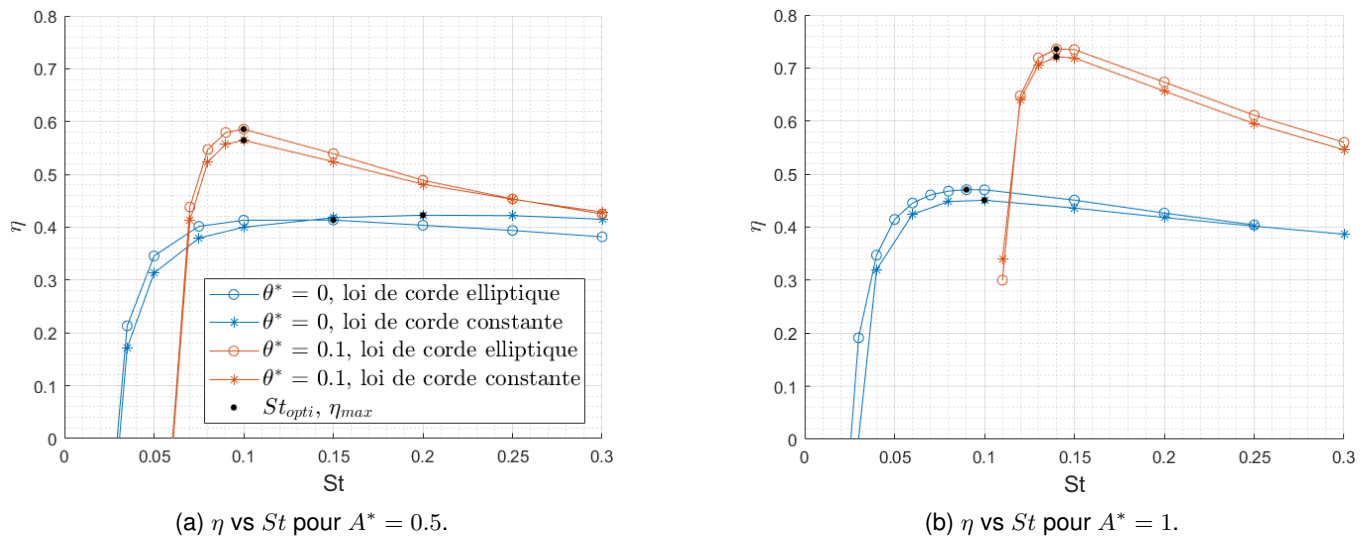 0.8
0.7
0.6
0.5
0.4
0.3
0.2
0.1
0
η
0 0.05 0.1 0.15 0.2 0.25 0.3
St
θ* = 0, loi de corde elliptique
θ* = 0, loi de corde constante
θ* = 0.1, loi de corde elliptique
θ* = 0.1, loi de corde constante
St_opti, η_max
(a) η vs St pour A* = 0.5.
0.8
0.7
0.6
0.5
0.4
0.3
0.2
0.1
0
η
0 0.05 0.1 0.15 0.2 0.25 0.3
St
(b) η vs St pour A* = 1.